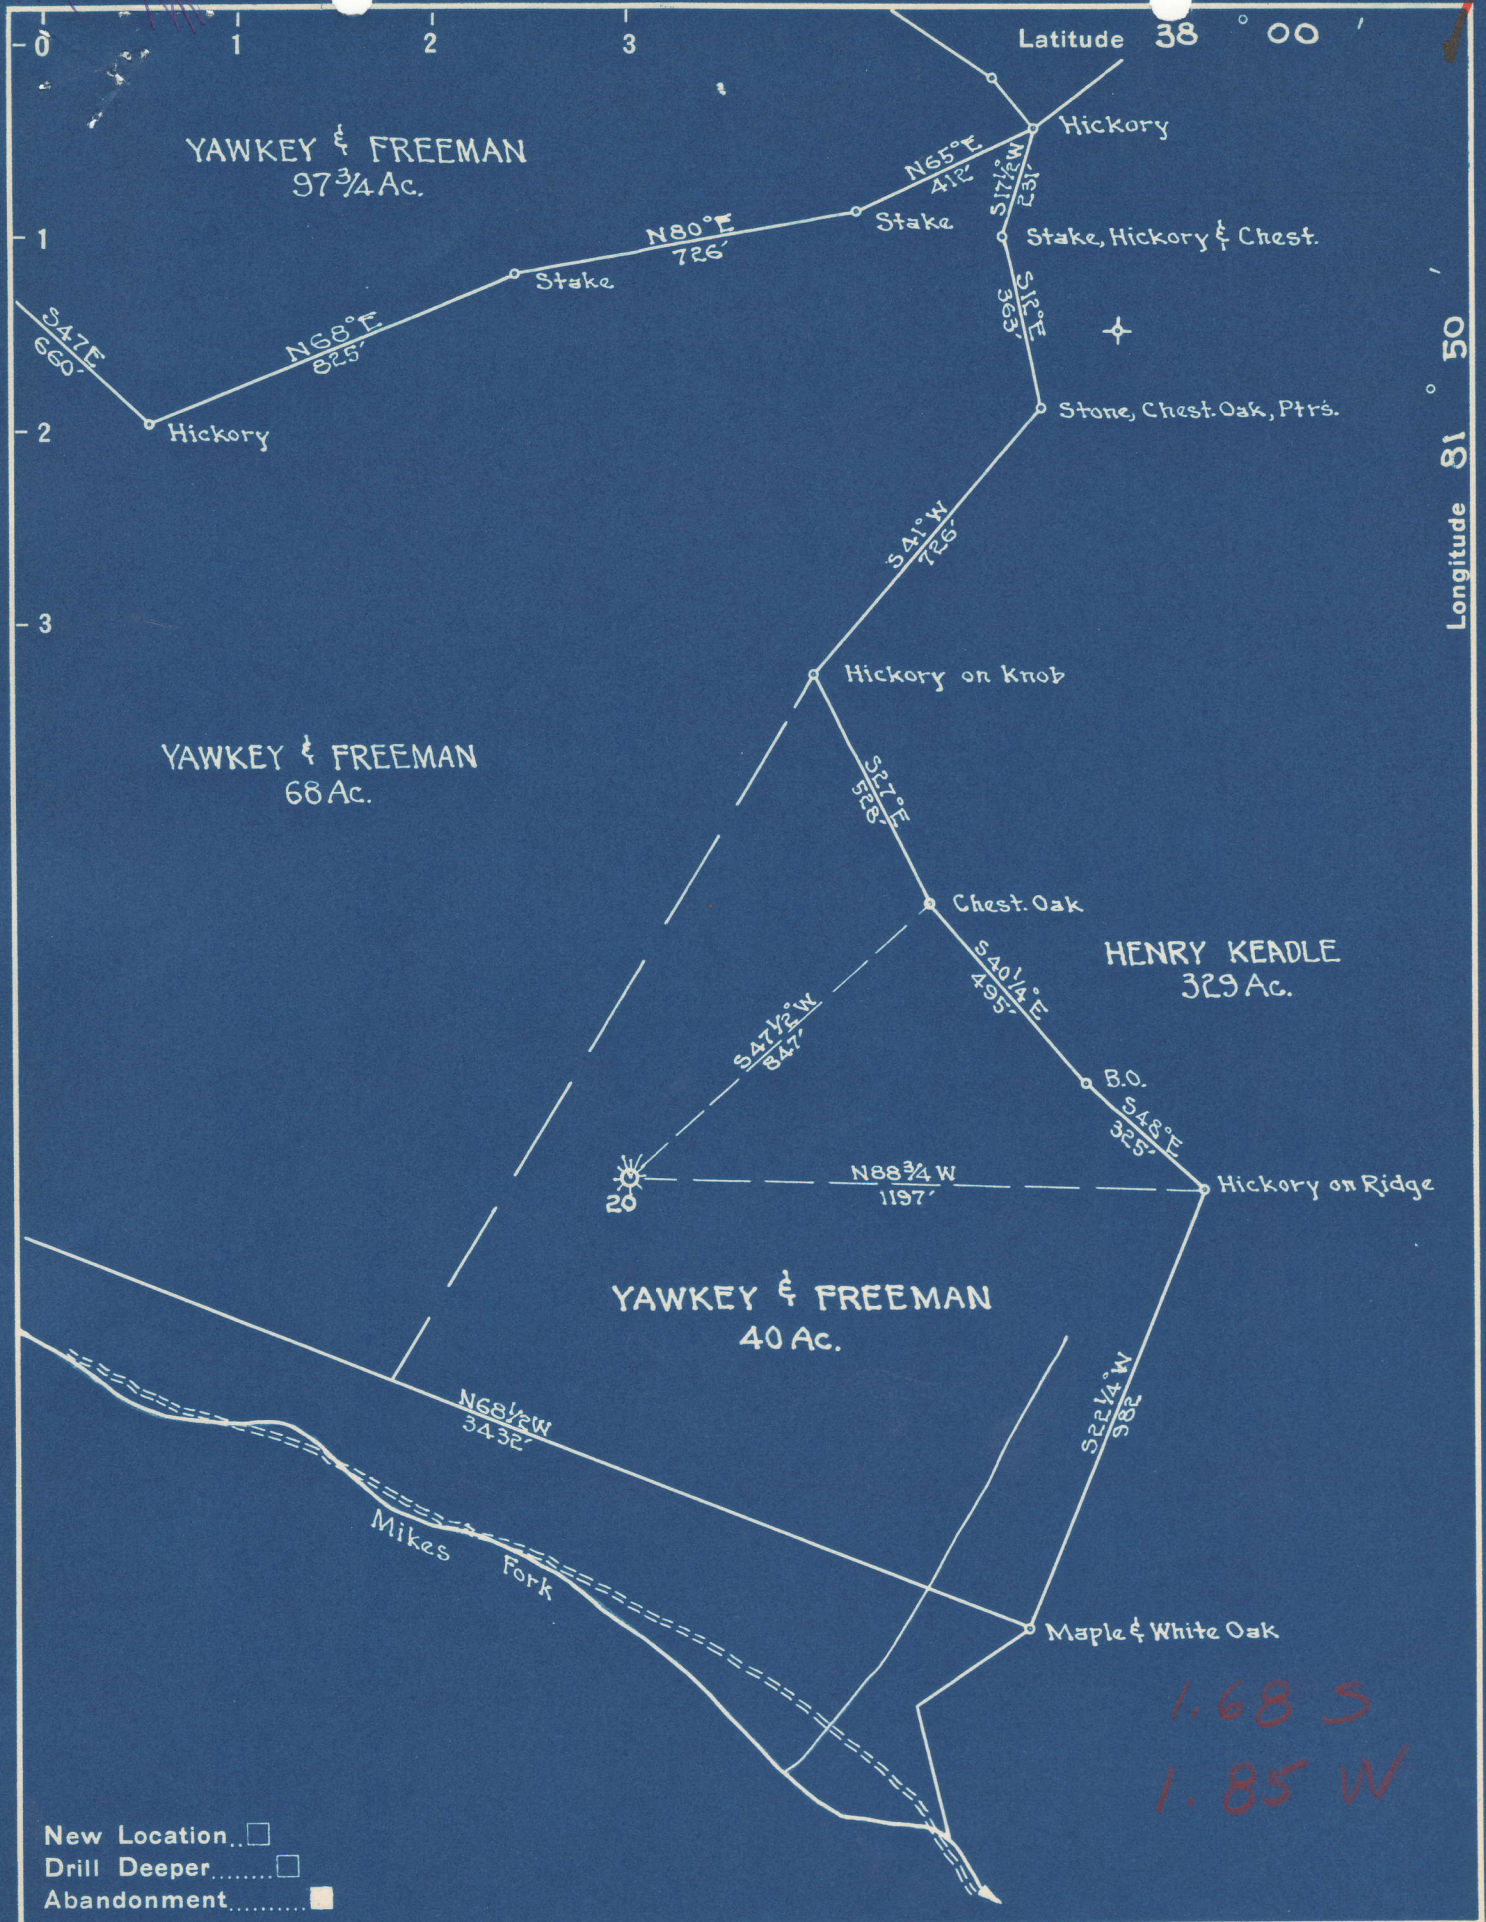 0 1 2 3 Latitude 38 ° 00 '
YAWKEY & FREEMAN
97 3/4 Ac.
Hickory
N65°E
412'
S17 1/2°W
231'
Stake
Stake, Hickory & Chest.
N80°E
726'
Stake
1
S12°E
363'
S47E
660'
N68°E
825'
Hickory
2
Stone, Chest. Oak, Ptrs.
Longitude 81 ° 50 '
S41°W
726'
3
Hickory on Knob
YAWKEY & FREEMAN
68 Ac.
S27°E
528'
Chest. Oak
HENRY KEADLE
329 Ac.
S40 1/4°E
495'
S47 1/2°W
847'
B.O.
S48°E
325'
N88 3/4 W
1197'
Hickory on Ridge
20
YAWKEY & FREEMAN
40 Ac.
S22 1/4°W
982
N68 1/2 W
3432'
Mikes Fork
Maple & White Oak
1.68 S
1.85 W
New Location..
Drill Deeper.......
Abandonment..........